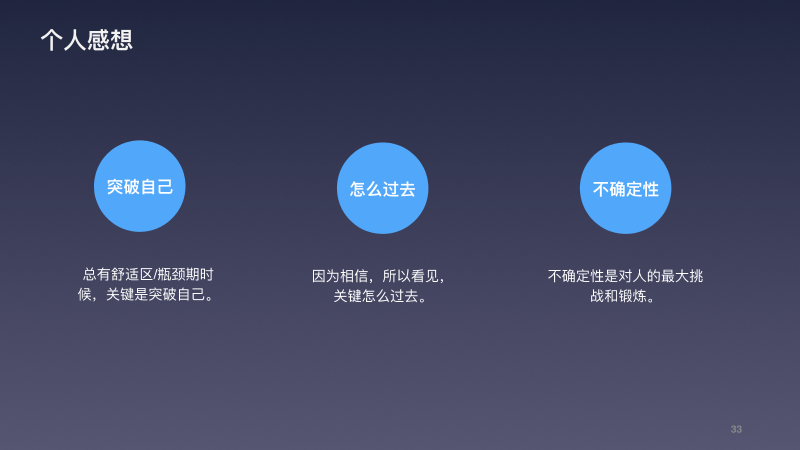 个人感想
突破自己
怎么过去
不确定性
总有舒适区/瓶颈期时
候，关键是突破自己。
因为相信，所以看见，
关键怎么过去。
不确定性是对人的最大挑
战和锻炼。
33